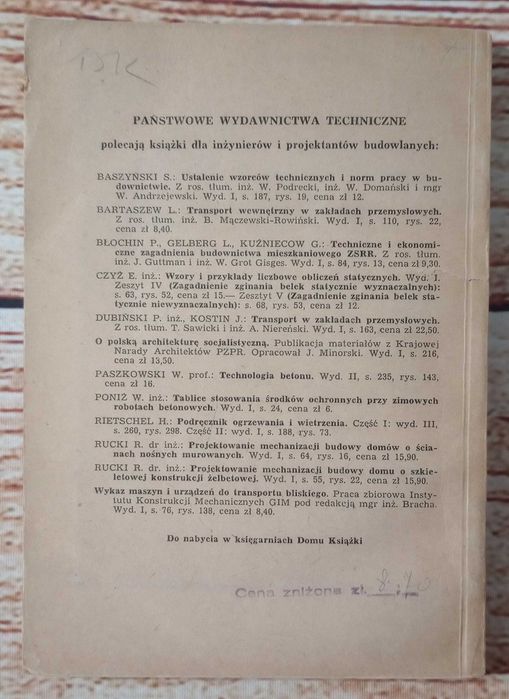 D.K.
PAŃSTWOWE WYDAWNICTWA TECHNICZNE
polecają książki dla inżynierów i projektantów budowlanych:
BASZYŃSKI S.: Ustalenie wzorców technicznych i norm pracy w bu-
downictwie. Z ros. tłum. inż. W. Podrecki, inż. W. Domański i mgr
W. Andrzejewski. Wyd. I, s. 187, rys. 19, cena zł 12.
BARTASZEW L.: Transport wewnętrzny w zakładach przemysłowych.
Z ros. tłum. inż. B. Mączewski-Rowiński. Wyd. I, s. 110, rys. 22,
cena zł 8,40.
BŁOCHIN P., GELBERG L., KUŹNIECOW G.: Techniczne i ekonomi-
czne zagadnienia budownictwa mieszkaniowego ZSRR. Z ros. tłum.
inż. J. Guttman i inż. W. Grot Gisges. Wyd. I, s. 84, rys. 13, cena zł 9,30.
CZYŻ E. inż.: Wzory i przykłady liczbowe obliczeń statycznych. Wyd. I.
Zeszyt IV (Zagadnienie zginania belek statycznie wyznaczalnych):
s. 63, rys. 52, cena zł 15.— Zesztyt V (Zagadnienie zginania belek sta-
tycznie niewyznaczalnych): s. 68, rys. 53, cena zł 12.
DUBIŃSKI P. inż., KOSTIN J.: Transport w zakładach przemysłowych.
Z ros. tłum. T. Sawicki i inż. A. Niereński. Wyd. I, s. 163, cena zł 22,50.
O polską architekturę socjalistyczną. Publikacja materiałów z Krajowej
Narady Architektów PZPR. Opracował J. Minorski. Wyd. I, s. 216,
cena zł 13,50.
PASZKOWSKI W. prof.: Technologia betonu. Wyd. II, s. 235, rys. 143,
cena zł 16.
PONIŻ W. inż.: Tablice stosowania środków ochronnych przy zimowych
robotach betonowych. Wyd. I, s. 24, cena zł 6.
RIETSCHEL H.: Podręcznik ogrzewania i wietrzenia. Część I: wyd. III,
s. 260, rys. 298. Część II: wyd. I, s. 188, rys. 73.
RUCKI R. dr inż.: Projektowanie mechanizacji budowy domów o ścia-
nach nośnych murowanych. Wyd. I, s. 64, rys. 16, cena zł 15,90.
RUCKI R. dr inż.: Projektowanie mechanizacji budowy domu o szkie-
letowej konstrukcji żelbetowej. Wyd. I, s. 55, rys. 22, cena zł 15,90.
Wykaz maszyn i urządzeń do transportu bliskiego. Praca zbiorowa Insty-
tutu Konstrukcji Mechanicznych GIM pod redakcją mgr inż. Bracha.
Wyd. I, s. 76, rys. 138, cena zł 8,40.
Do nabycia w księgarniach Domu Książki
Cena zniżona zł.